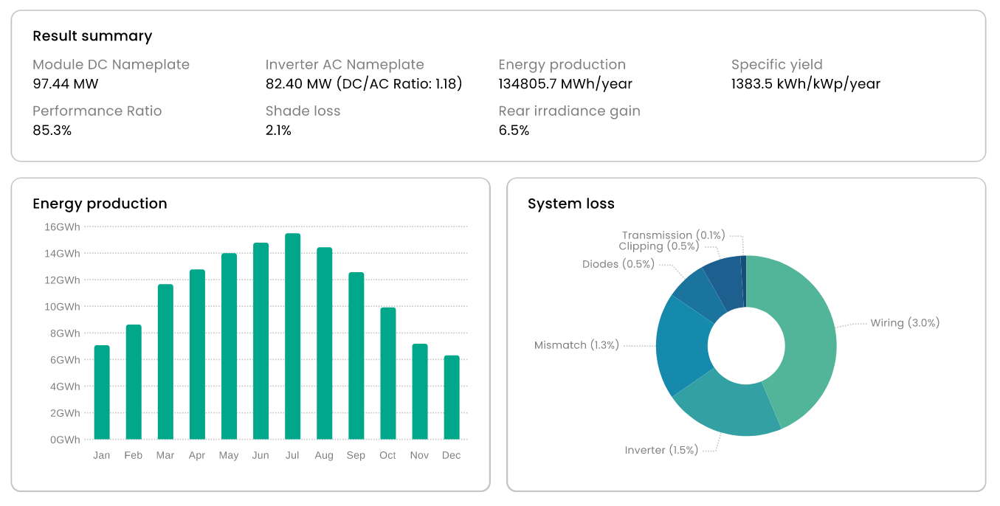 Result summary
Module DC Nameplate
97.44 MW
Inverter AC Nameplate
82.40 MW (DC/AC Ratio: 1.18)
Energy production
134805.7 MWh/year
Specific yield
1383.5 kWh/kWp/year
Performance Ratio
85.3%
Shade loss
2.1%
Rear irradiance gain
6.5%
Energy production
16GWh
14GWh
12GWh
10GWh
8GWh
6GWh
4GWh
2GWh
0GWh
Jan Feb Mar Apr May Jun Jul Aug Sep Oct Nov Dec
System loss
Transmission (0.1%)
Clipping (0.5%)
Diodes (0.5%)
Wiring (3.0%)
Mismatch (1.3%)
Inverter (1.5%)